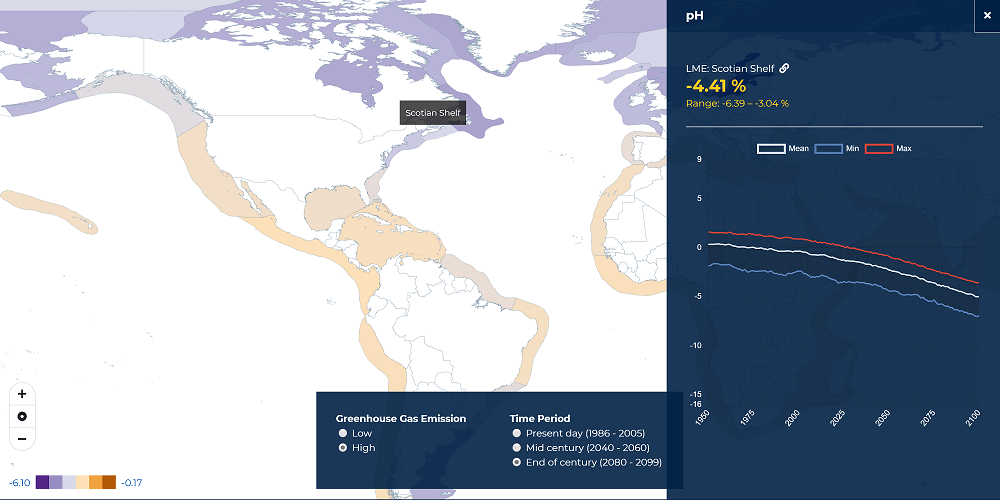 pH
×
LME: Scotian Shelf
-4.41 %
Range: -6.39 – -3.04 %
Mean Min Max
9
5
0
-5
-10
-15
-16
1950 1975 2000 2025 2050 2075 2100
Scotian Shelf
Greenhouse Gas Emission
Low
High
Time Period
Present day (1986 - 2005)
Mid century (2040 - 2060)
End of century (2080 - 2099)
+
−
-6.10 -0.17